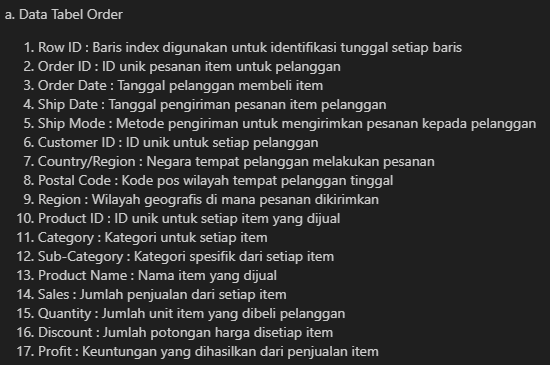 a. Data Tabel Order
1. Row ID : Baris index digunakan untuk identifikasi tunggal setiap baris
2. Order ID : ID unik pesanan item untuk pelanggan
3. Order Date : Tanggal pelanggan membeli item
4. Ship Date : Tanggal pengiriman pesanan item pelanggan
5. Ship Mode : Metode pengiriman untuk mengirimkan pesanan kepada pelanggan
6. Customer ID : ID unik untuk setiap pelanggan
7. Country/Region : Negara tempat pelanggan melakukan pesanan
8. Postal Code : Kode pos wilayah tempat pelanggan tinggal
9. Region : Wilayah geografis di mana pesanan dikirimkan
10. Product ID : ID unik untuk setiap item yang dijual
11. Category : Kategori untuk setiap item
12. Sub-Category : Kategori spesifik dari setiap item
13. Product Name : Nama item yang dijual
14. Sales : Jumlah penjualan dari setiap item
15. Quantity : Jumlah unit item yang dibeli pelanggan
16. Discount : Jumlah potongan harga disetiap item
17. Profit : Keuntungan yang dihasilkan dari penjualan item